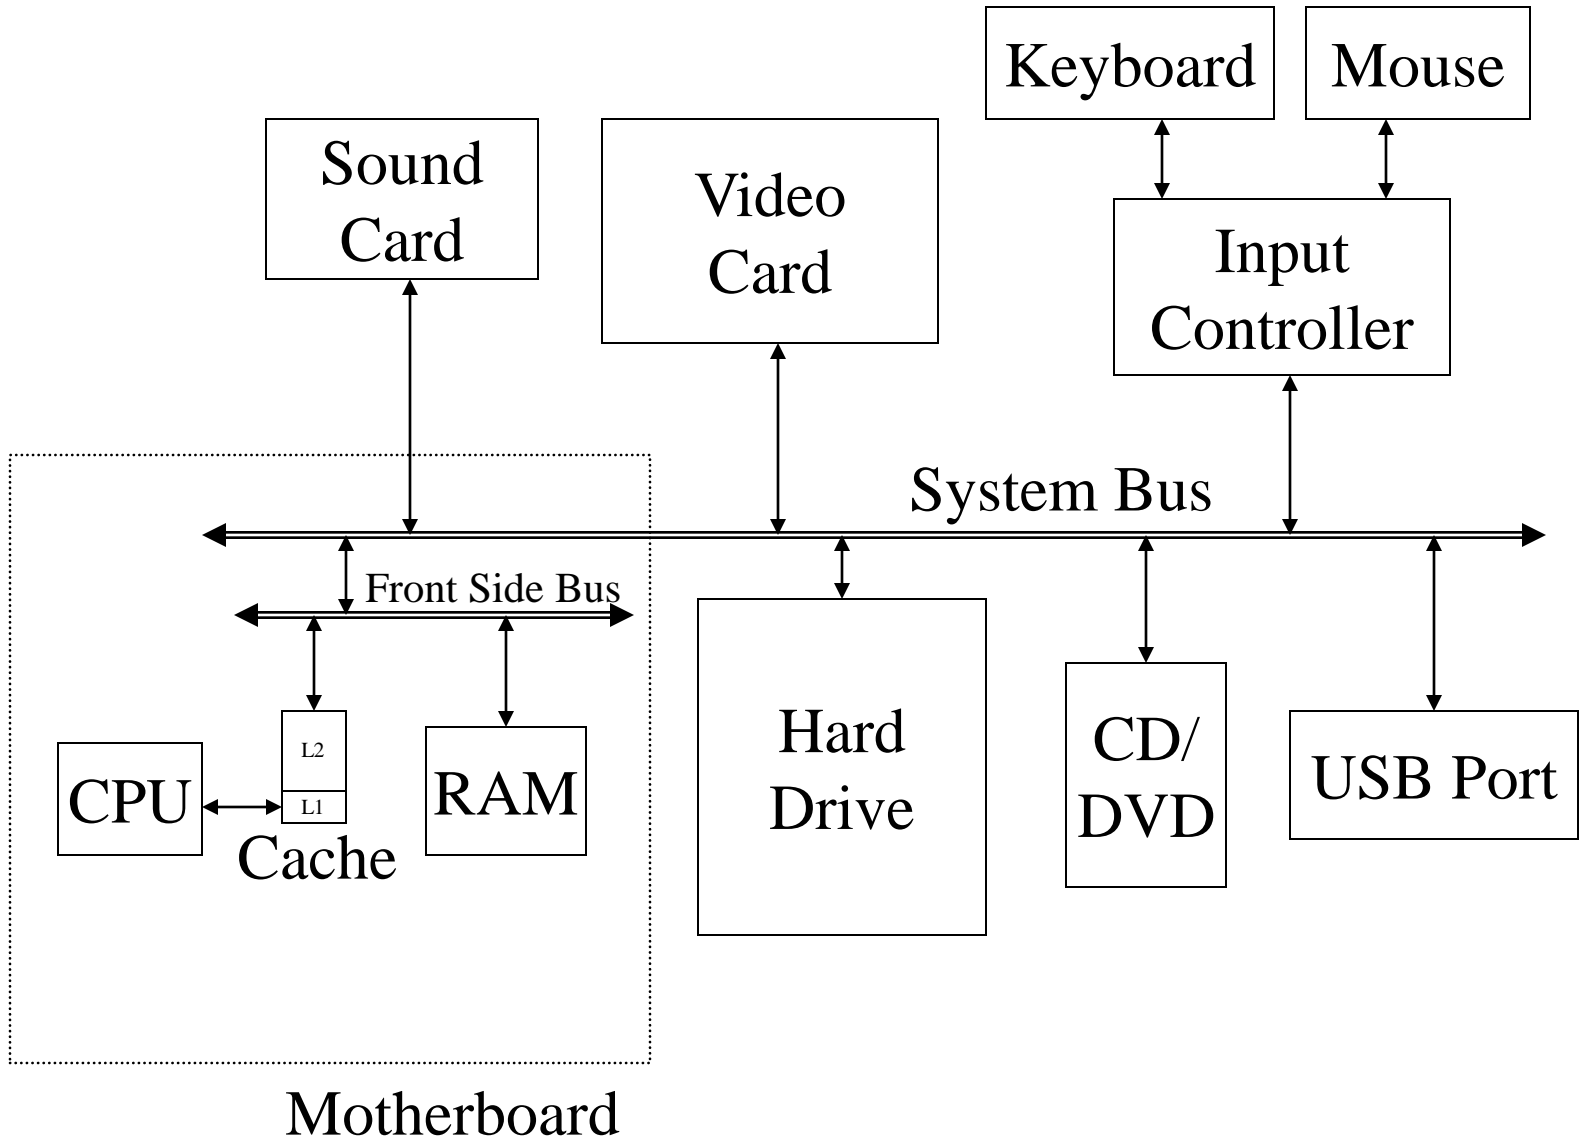 Keyboard
Mouse
Sound
Card
Video
Card
Input
Controller
System Bus
Front Side Bus
CPU
L2
L1
Cache
RAM
Hard
Drive
CD/
DVD
USB Port
Motherboard